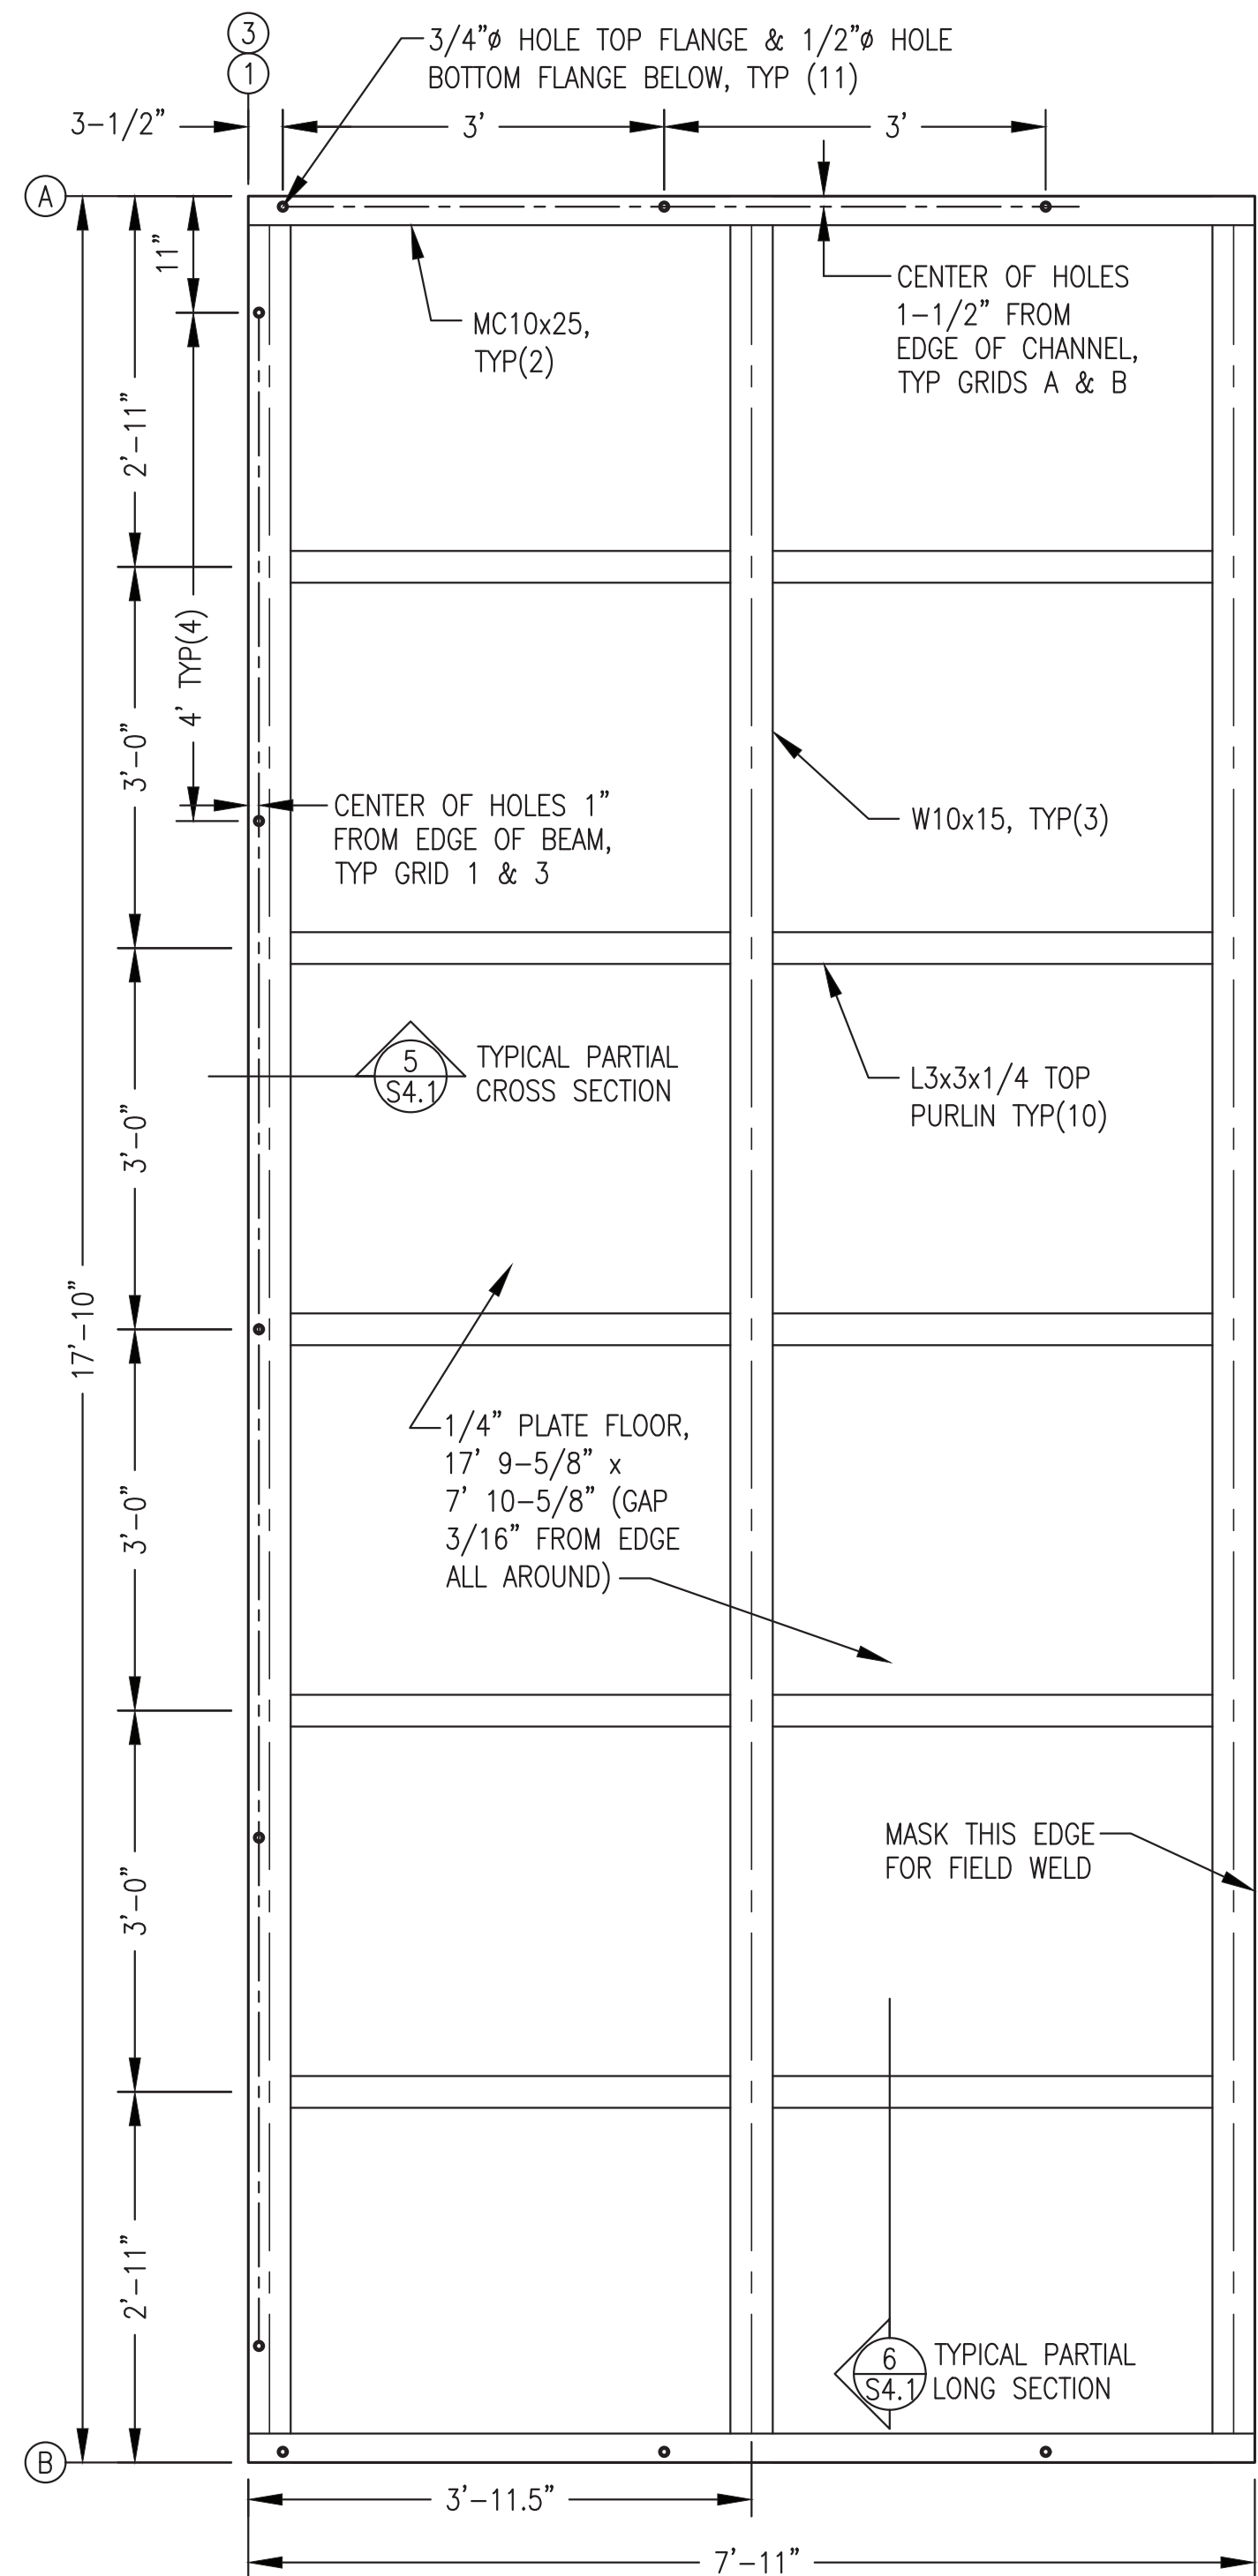 3
1
3/4"ø HOLE TOP FLANGE & 1/2"ø HOLE
BOTTOM FLANGE BELOW, TYP (11)
3-1/2"
3'
3'
A
11"
CENTER OF HOLES
1-1/2" FROM
EDGE OF CHANNEL,
TYP GRIDS A & B
MC10x25,
TYP(2)
2'-11"
4' TYP(4)
3'-0"
CENTER OF HOLES 1"
FROM EDGE OF BEAM,
TYP GRID 1 & 3
W10x15, TYP(3)
5
S4.1
TYPICAL PARTIAL
CROSS SECTION
L3x3x1/4 TOP
PURLIN TYP(10)
3'-0"
17'-10"
1/4" PLATE FLOOR,
17' 9-5/8" x
7' 10-5/8" (GAP
3/16" FROM EDGE
ALL AROUND)
3'-0"
MASK THIS EDGE
FOR FIELD WELD
3'-0"
2'-11"
6
S4.1
TYPICAL PARTIAL
LONG SECTION
B
3'-11.5"
7'-11"